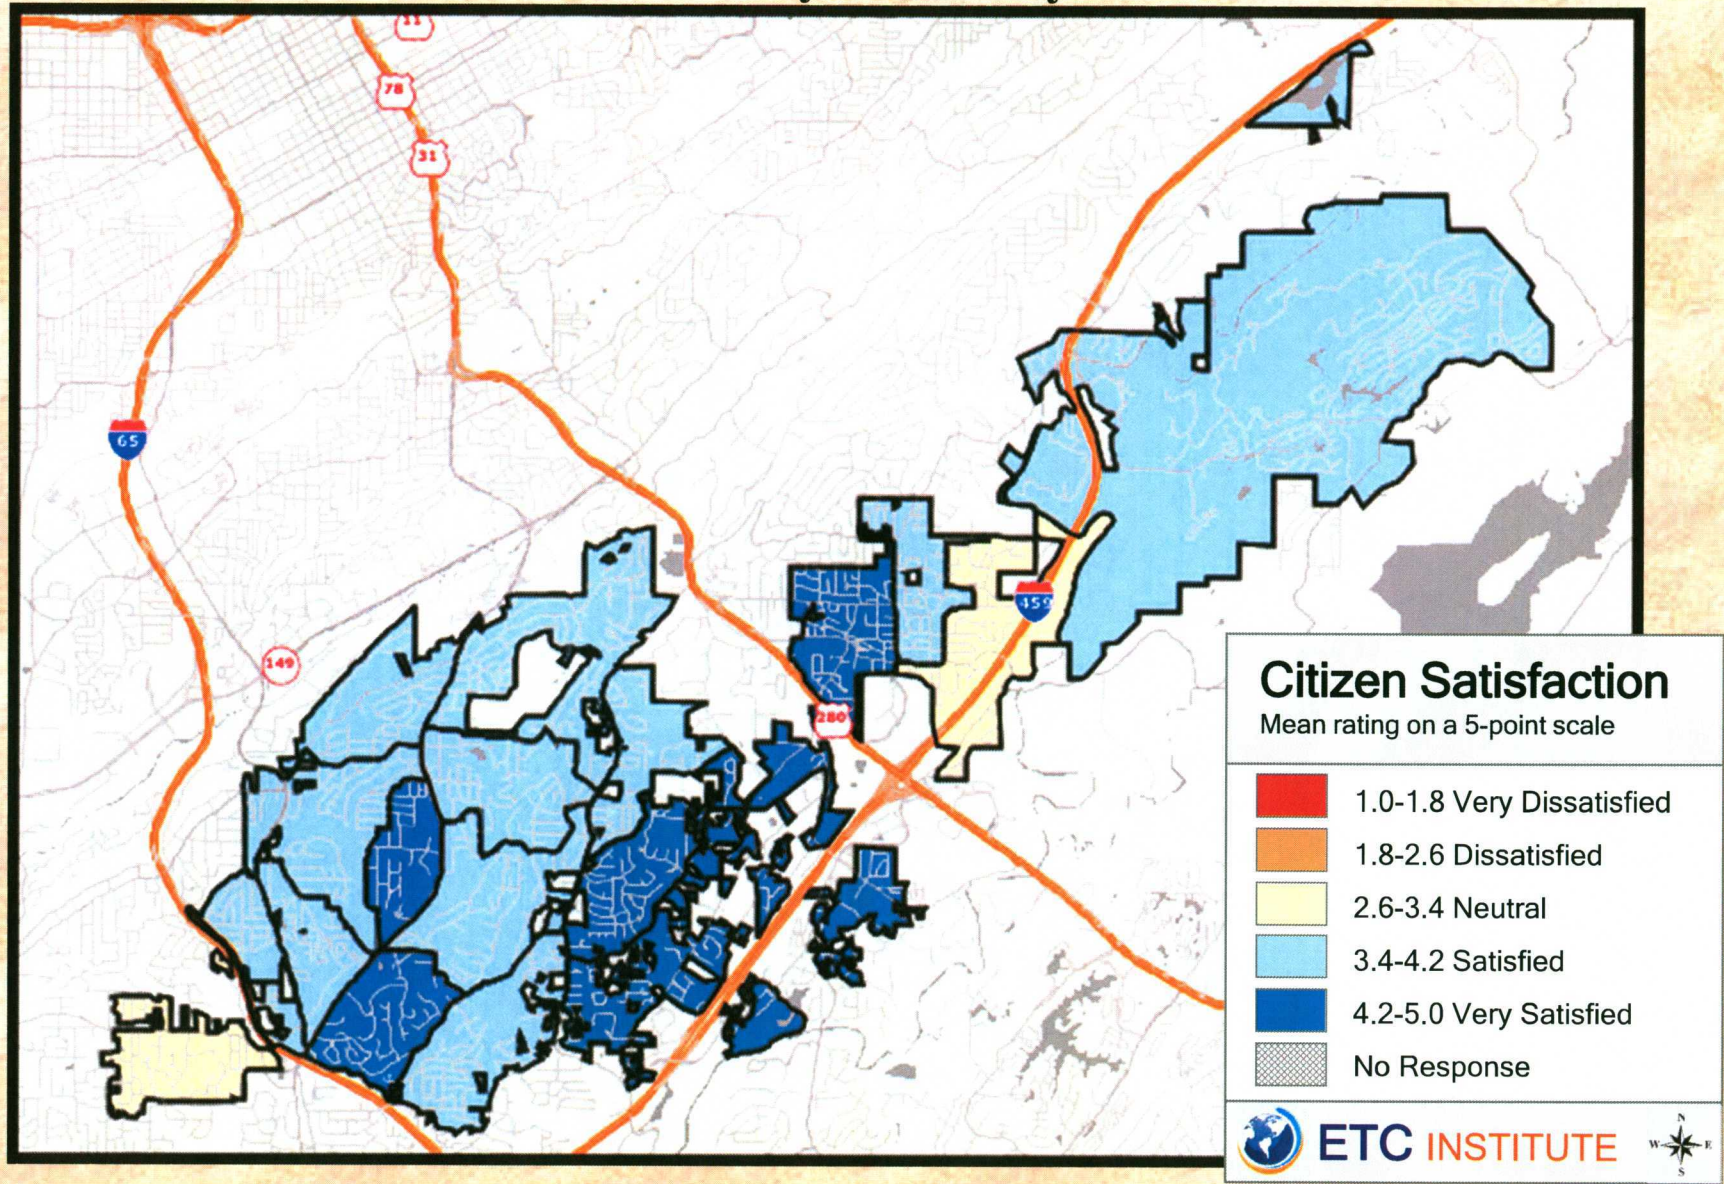 11
78
31
65
149
280
459
Citizen Satisfaction
Mean rating on a 5-point scale
1.0-1.8 Very Dissatisfied
1.8-2.6 Dissatisfied
2.6-3.4 Neutral
3.4-4.2 Satisfied
4.2-5.0 Very Satisfied
No Response
ETC INSTITUTE
N
W E
S